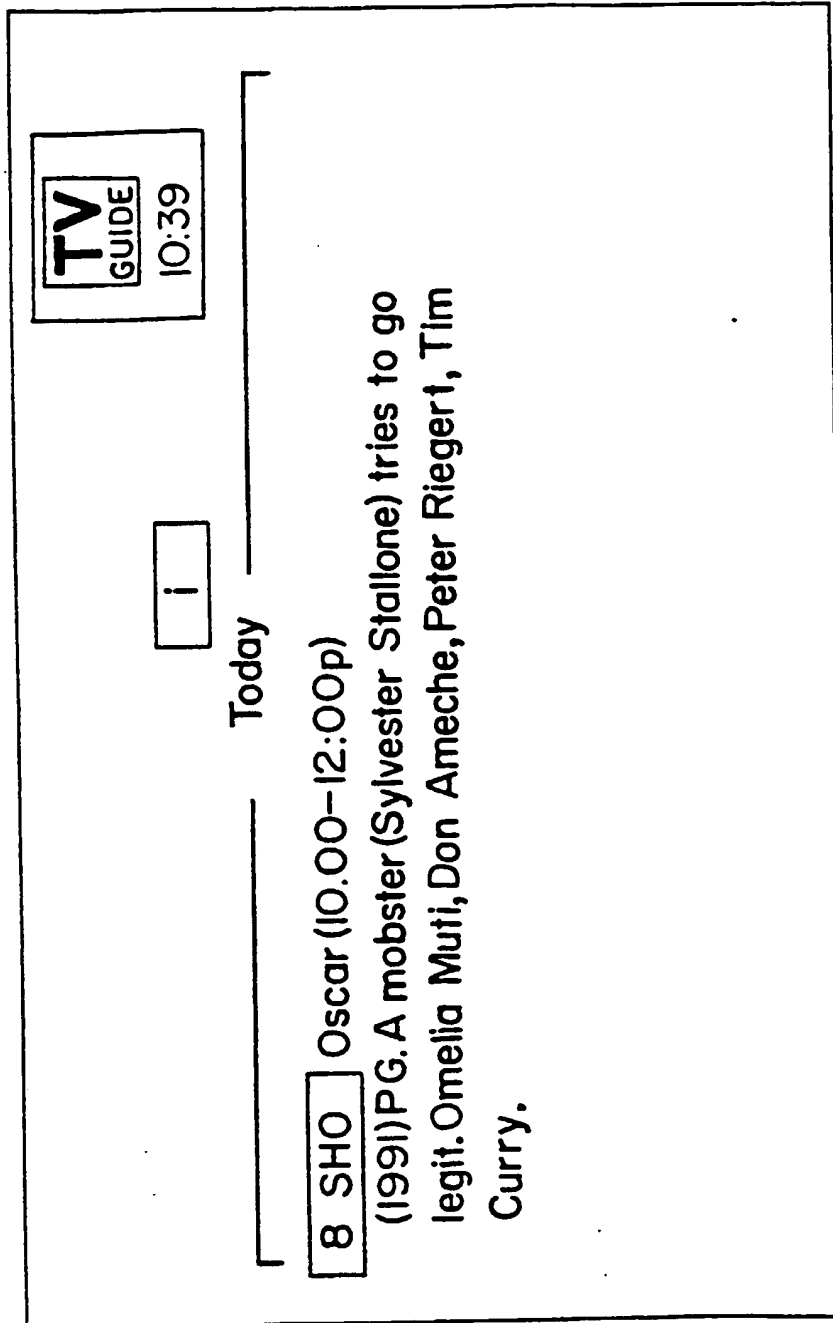 TV
GUIDE
10:39
i
Today
8 SHO Oscar (10.00-12:00p)
(1991)PG. A mobster (Sylvester Stallone) tries to go
legit. Omelia Muti, Don Ameche, Peter Riegert, Tim
Curry.